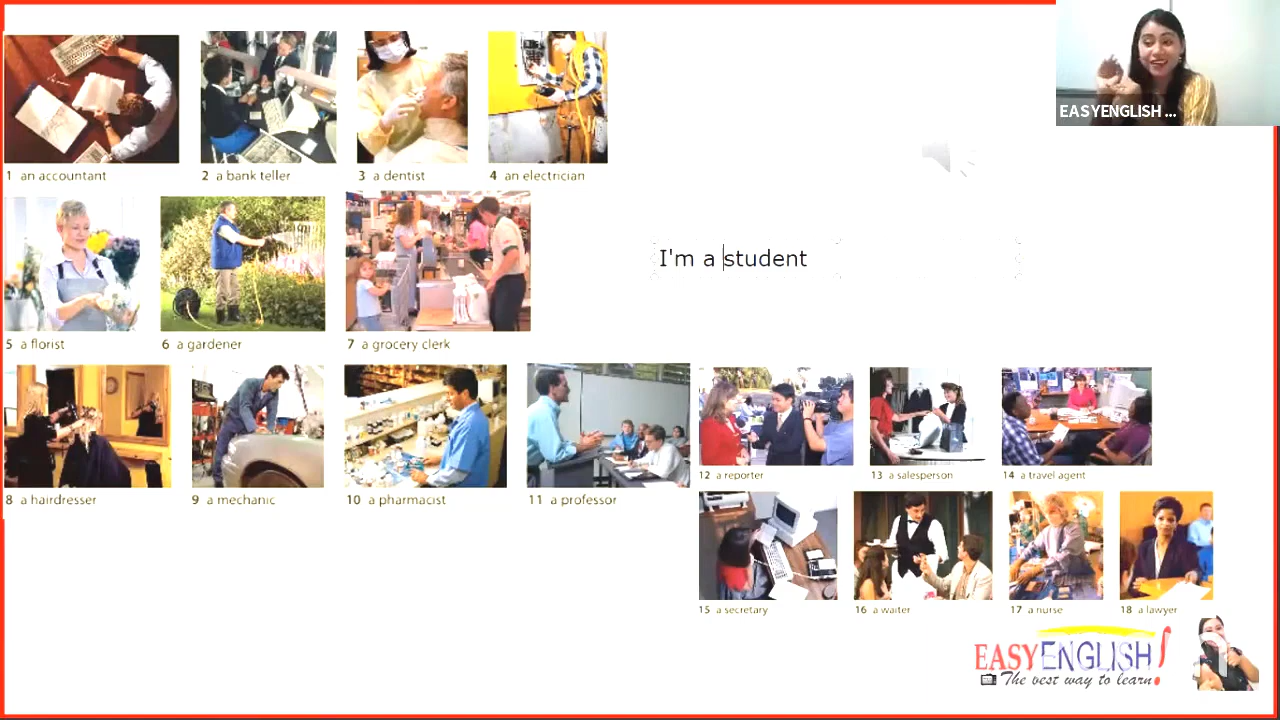 EASYENGLISH ...
1 an accountant
2 a bank teller
3 a dentist
4 an electrician
I'm a student
5 a florist
6 a gardener
7 a grocery clerk
8 a hairdresser
9 a mechanic
10 a pharmacist
11 a professor
12 a reporter
13 a salesperson
14 a travel agent
15 a secretary
16 a waiter
17 a nurse
18 a lawyer
EASYENGLISH!
The best way to learn